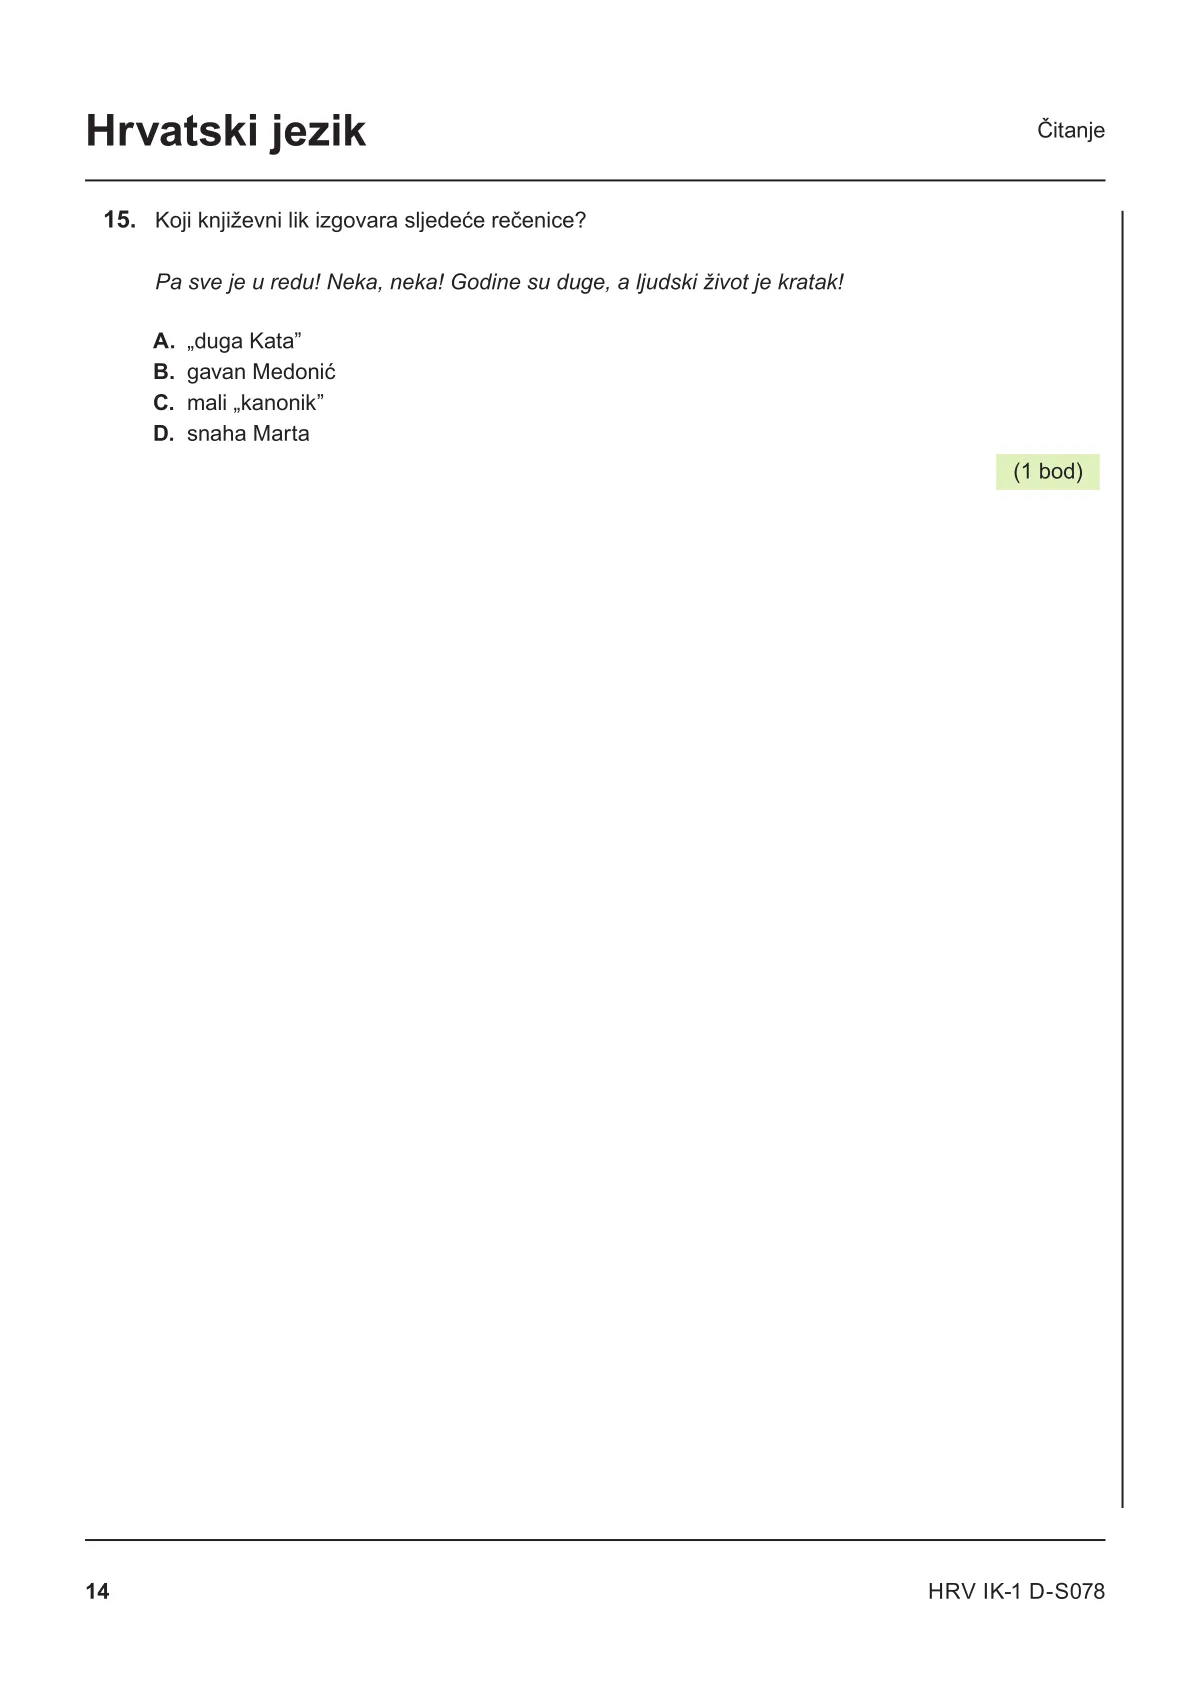 Hrvatski jezik
Čitanje
15. Koji književni lik izgovara sljedeće rečenice?
Pa sve je u redu! Neka, neka! Godine su duge, a ljudski život je kratak!
A. „duga Kata”
B. gavan Medonić
C. mali „kanonik”
D. snaha Marta
(1 bod)
14
HRV IK-1 D-S078